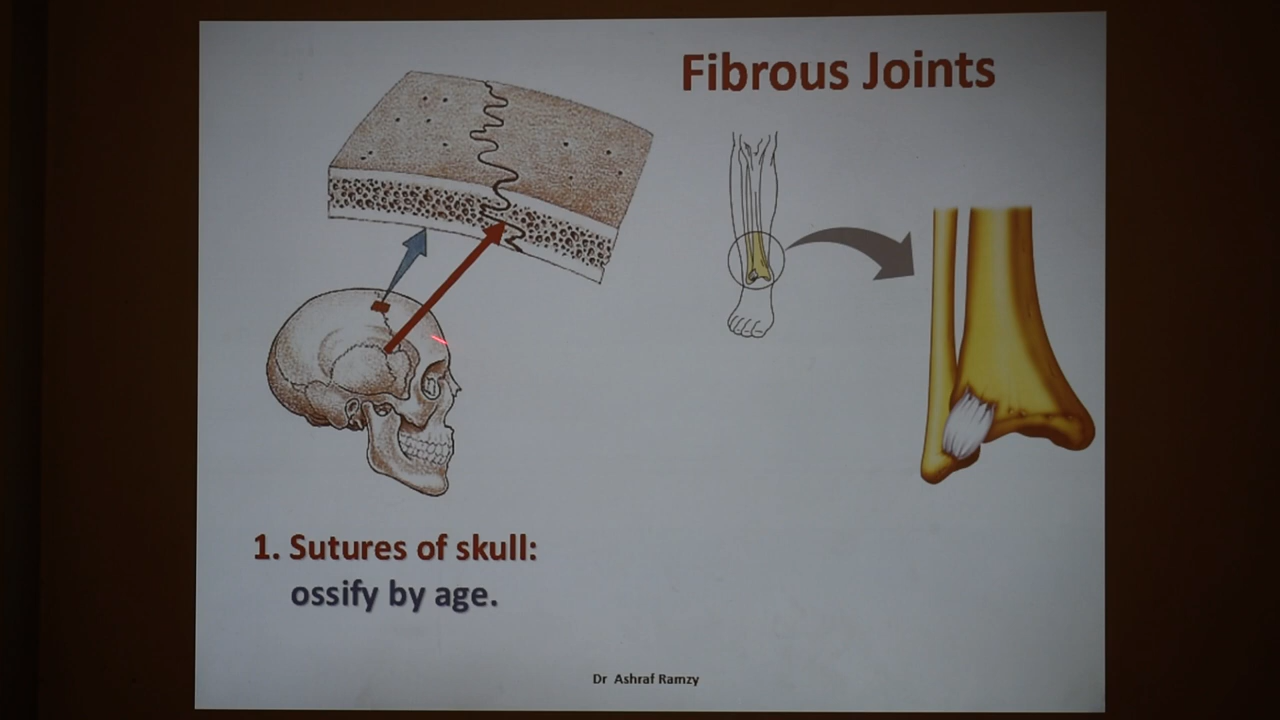 Fibrous Joints
1. Sutures of skull:
ossify by age.
Dr Ashraf Ramzy